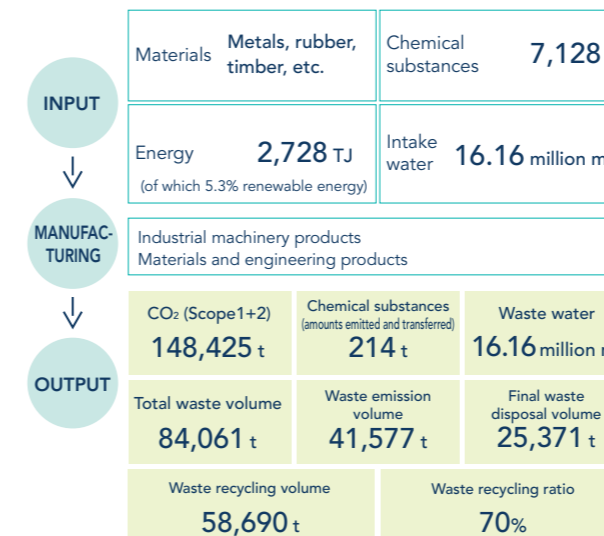 INPUT
Materials
Metals, rubber,
timber, etc.
Chemical
substances
7,128
Energy
2,728 TJ
(of which 5.3% renewable energy)
Intake
water
16.16 million m
MANUFAC-
TURING
Industrial machinery products
Materials and engineering products
OUTPUT
CO₂ (Scope1+2)
148,425 t
Chemical substances
(amounts emitted and transferred)
214 t
Waste water
16.16 million
Total waste volume
84,061 t
Waste emission
volume
41,577 t
Final waste
disposal volume
25,371 t
Waste recycling volume
58,690 t
Waste recycling ratio
70%